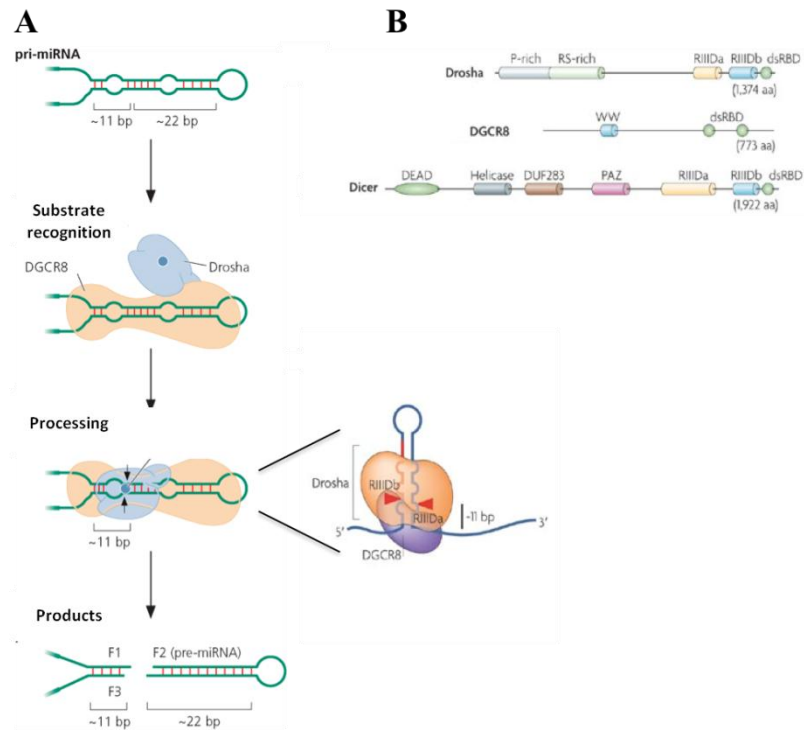 A
pri-miRNA
~11 bp
~22 bp
Substrate
recognition
DGCR8
Drosha
Processing
~11 bp
Products
F1
F2 (pre-miRNA)
F3
~11 bp
~22 bp
Drosha
RIIIDb
RIIIDa
~11 bp
5′
3′
DGCR8
B
P-rich
RS-rich
RIIIDa
RIIIDb
dsRBD
Drosha
(1,374 aa)
WW
dsRBD
DGCR8
(773 aa)
DEAD
Helicase
DUF283
PAZ
RIIIDa
RIIIDb
dsRBD
Dicer
(1,922 aa)